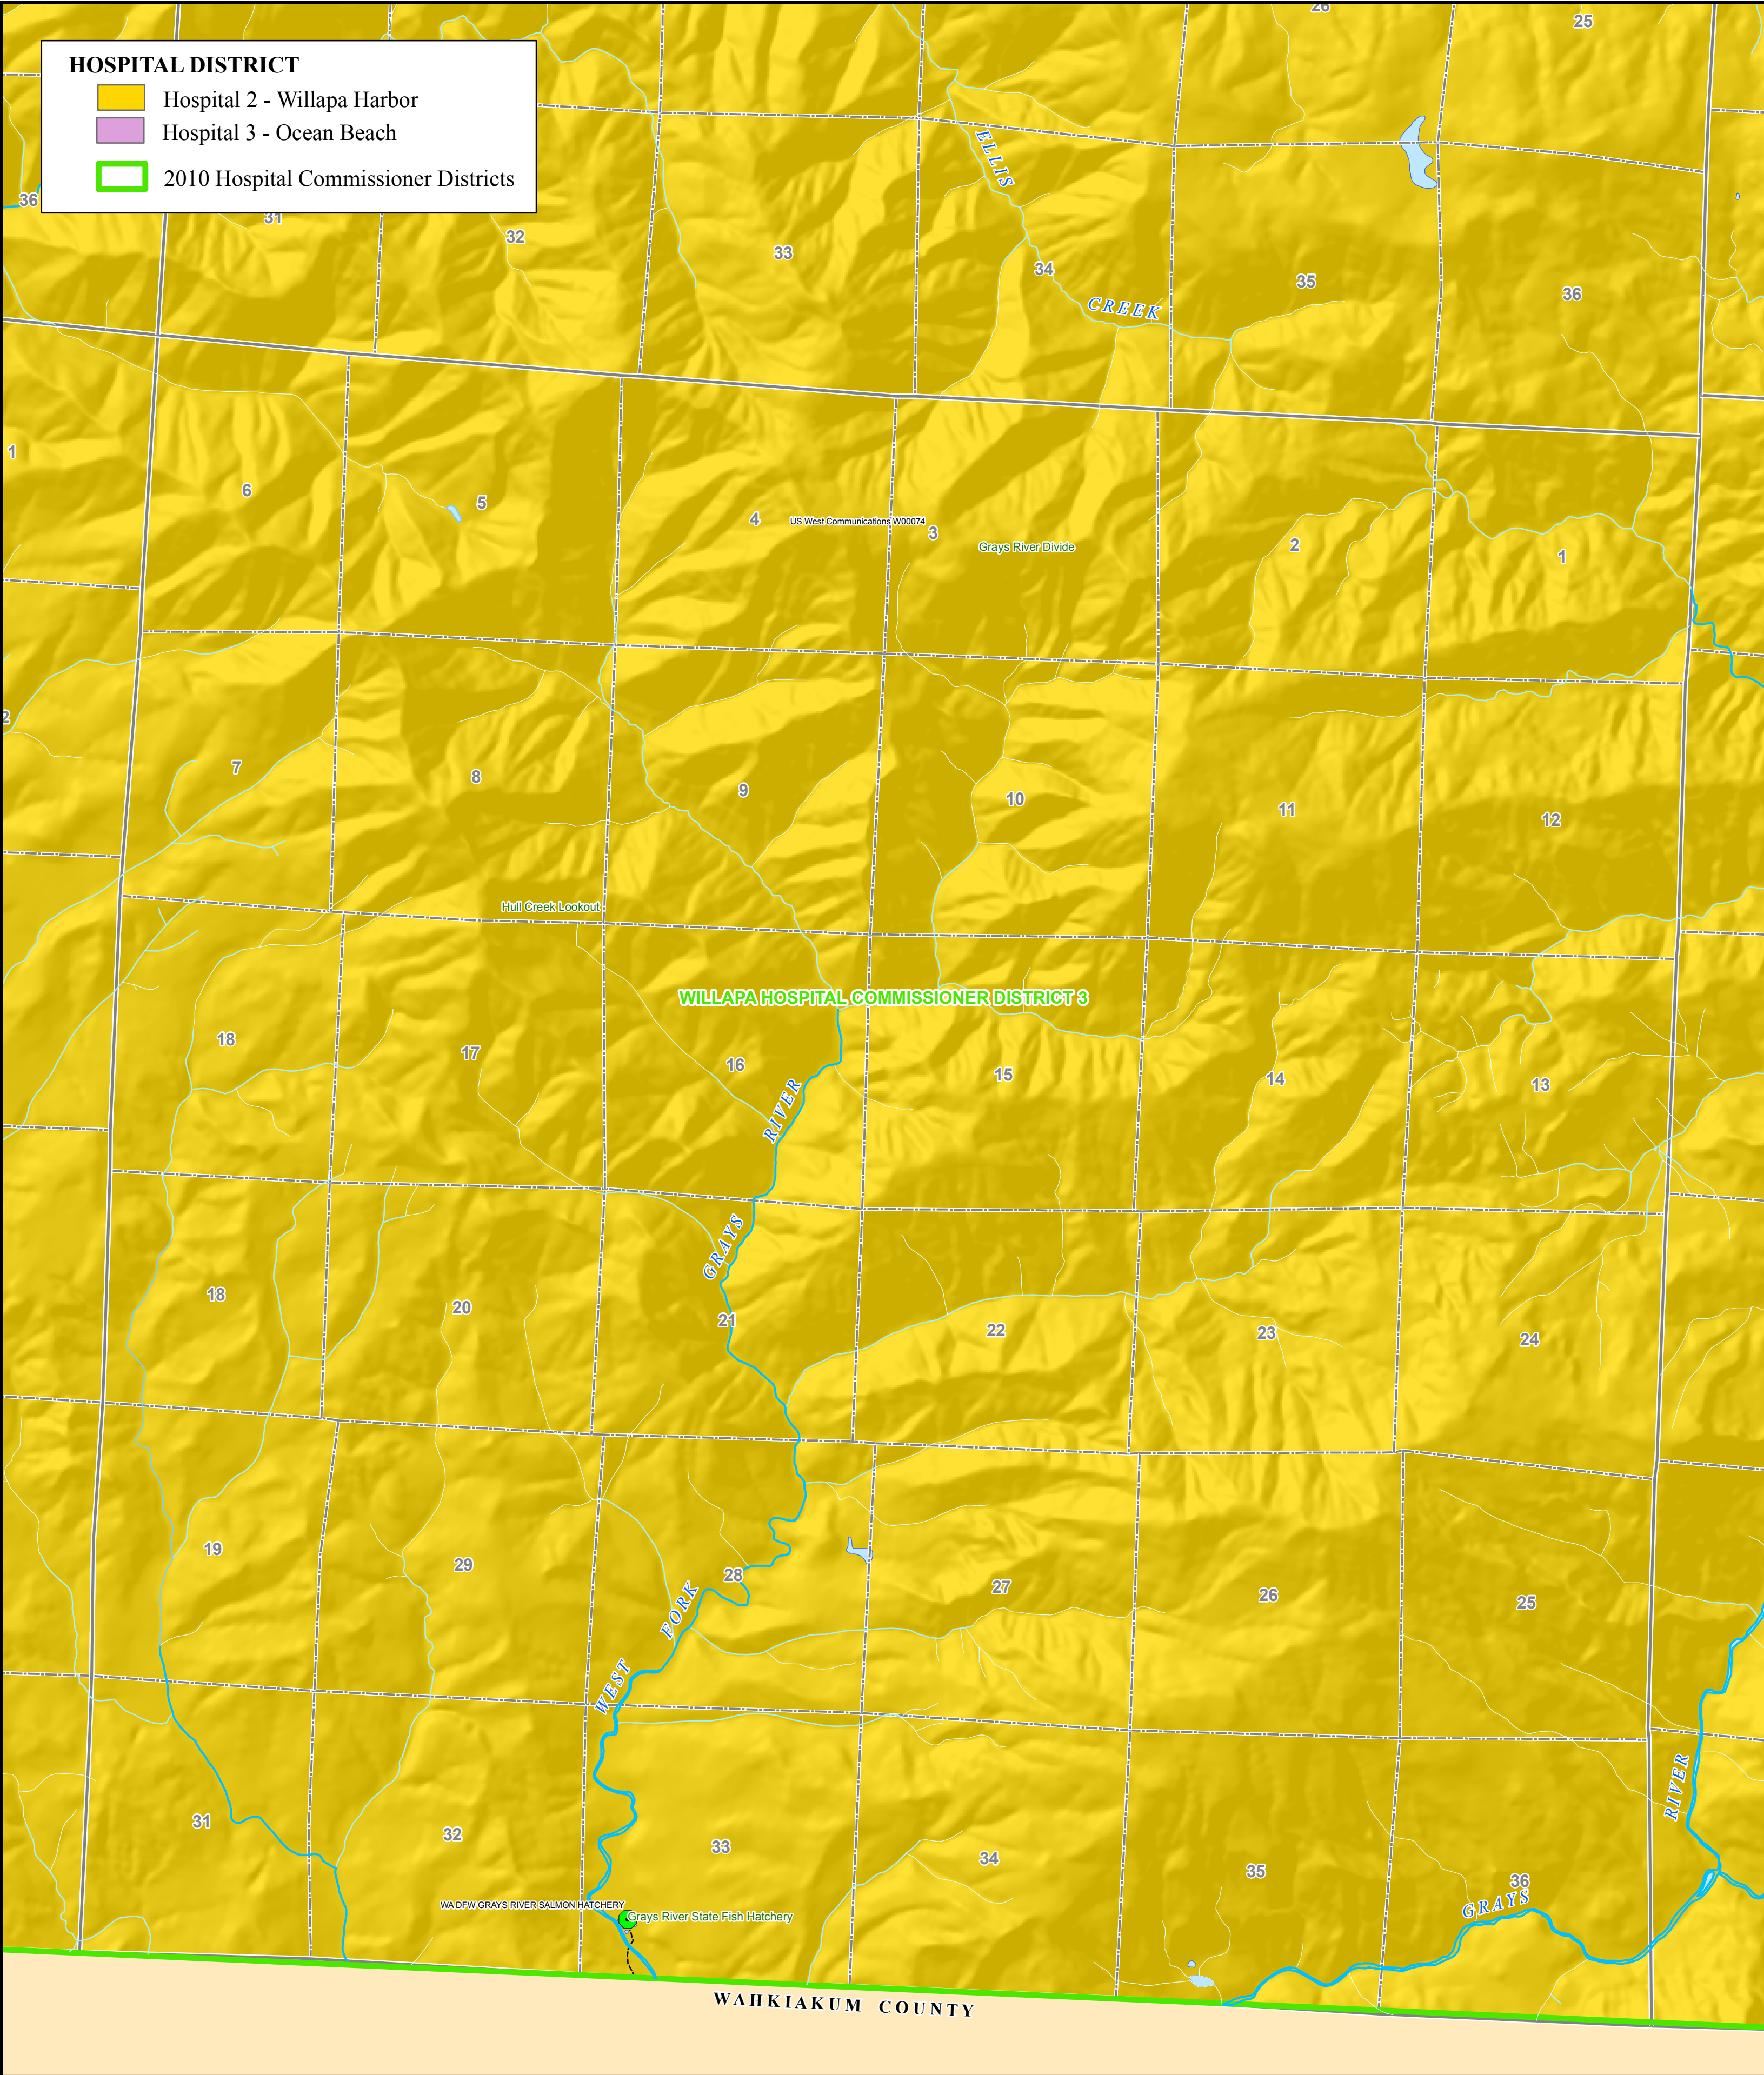 HOSPITAL DISTRICT
Hospital 2 - Willapa Harbor
Hospital 3 - Ocean Beach
2010 Hospital Commissioner Districts
26
25
36
31
32
33
34
35
36
ELLIS
CREEK
1
6
5
4
US West Communications W00074
3
Grays River Divide
2
1
2
7
8
9
10
11
12
Hull Creek Lookout
WILLAPA HOSPITAL COMMISSIONER DISTRICT 3
18
17
16
15
14
13
RIVER
GRAYS
18
20
21
22
23
24
19
29
28
27
26
25
FORK
WEST
RIVER
31
32
33
34
35
36
GRAYS
WA DFW GRAYS RIVER SALMON HATCHERY
Grays River State Fish Hatchery
WAHKIAKUM COUNTY